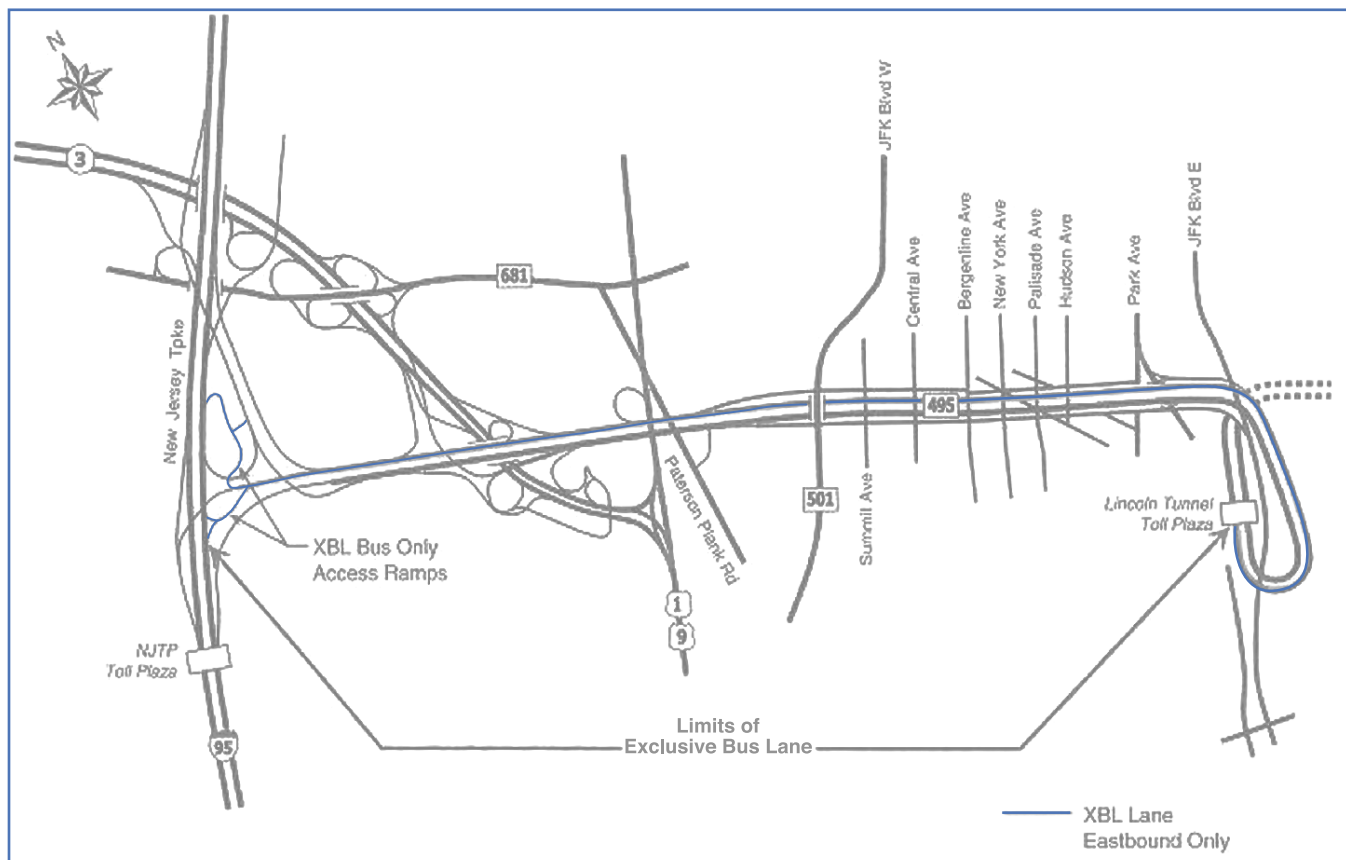 N
3
JFK Blvd W
681
JFK Blvd E
Central Ave
Bergenline Ave
New York Ave
Palisade Ave
Hudson Ave
Park Ave
New Jersey Tpke
495
Summit Ave
Paterson Plank Rd
501
Lincoln Tunnel
Toll Plaza
XBL Bus Only
Access Ramps
1
9
NJTP
Toll Plaza
95
Limits of
Exclusive Bus Lane
XBL Lane
Eastbound Only